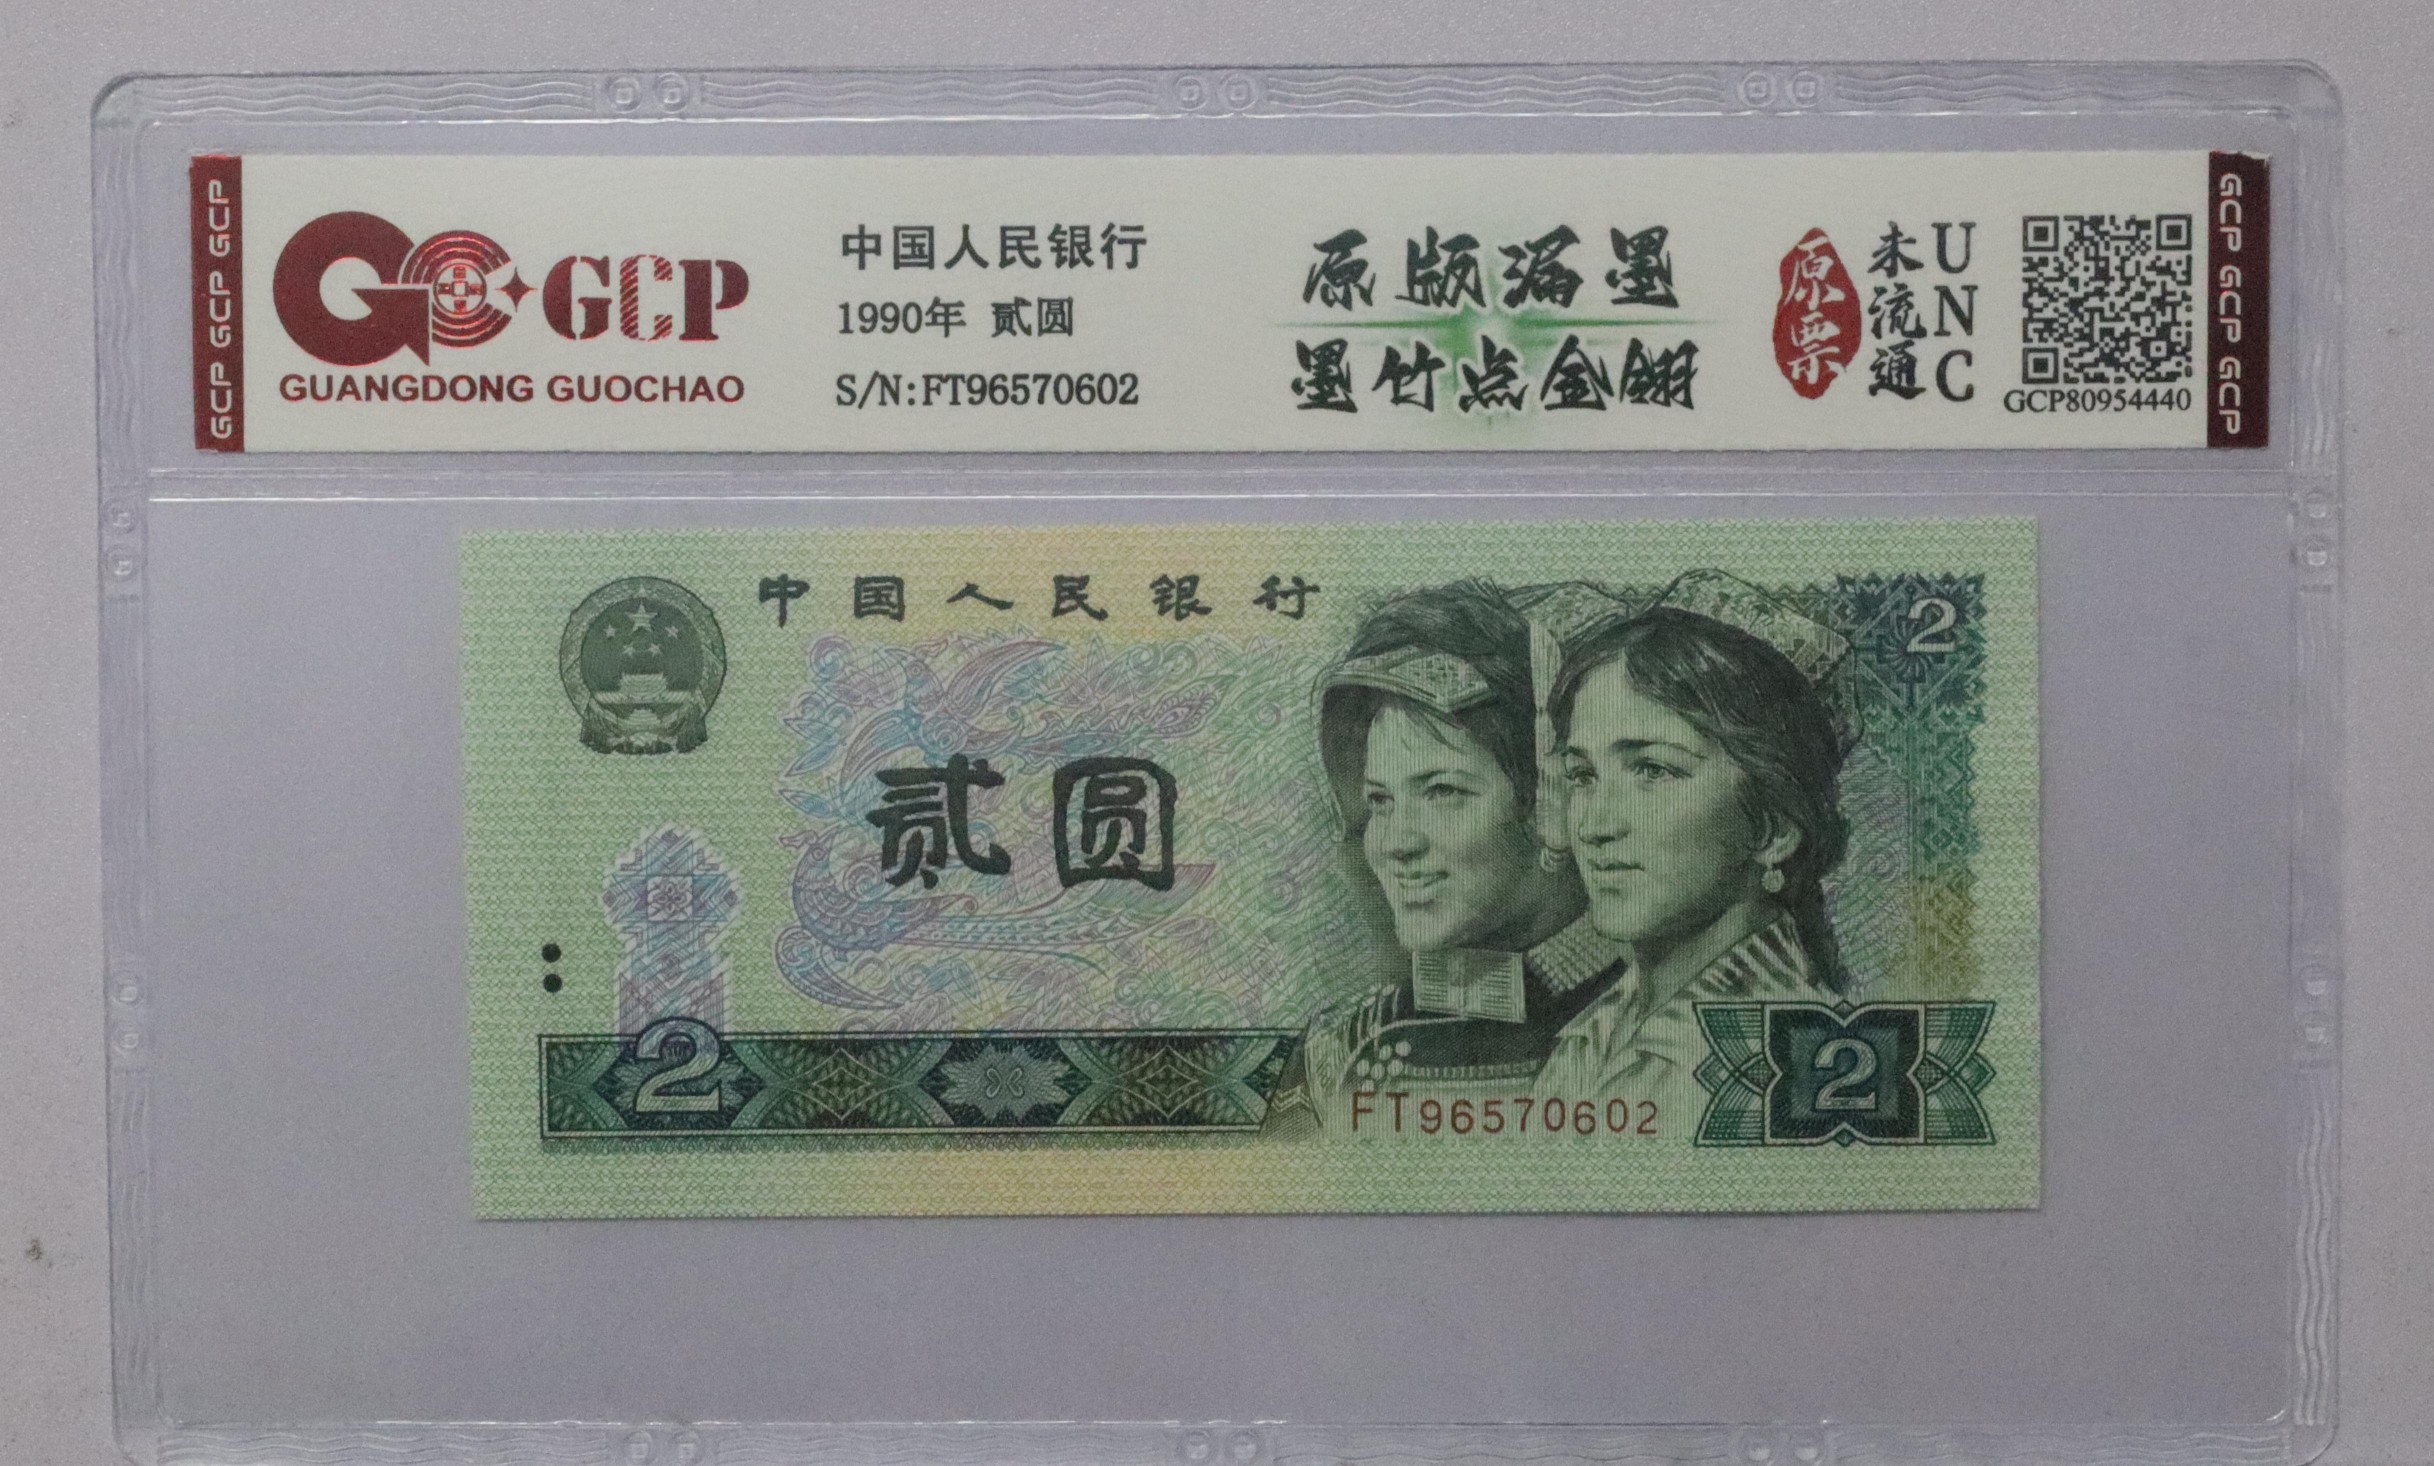 GCP GCP GCP
GCP
GUANGDONG GUOCHAO
中国人民银行
1990年 贰圆
S/N:FT96570602
原版漏墨
墨竹点金翎
原票
未流通
UNC
GCP80954440
GCP GCP GCP
中国人民银行
2
贰圆
2
FT96570602
2